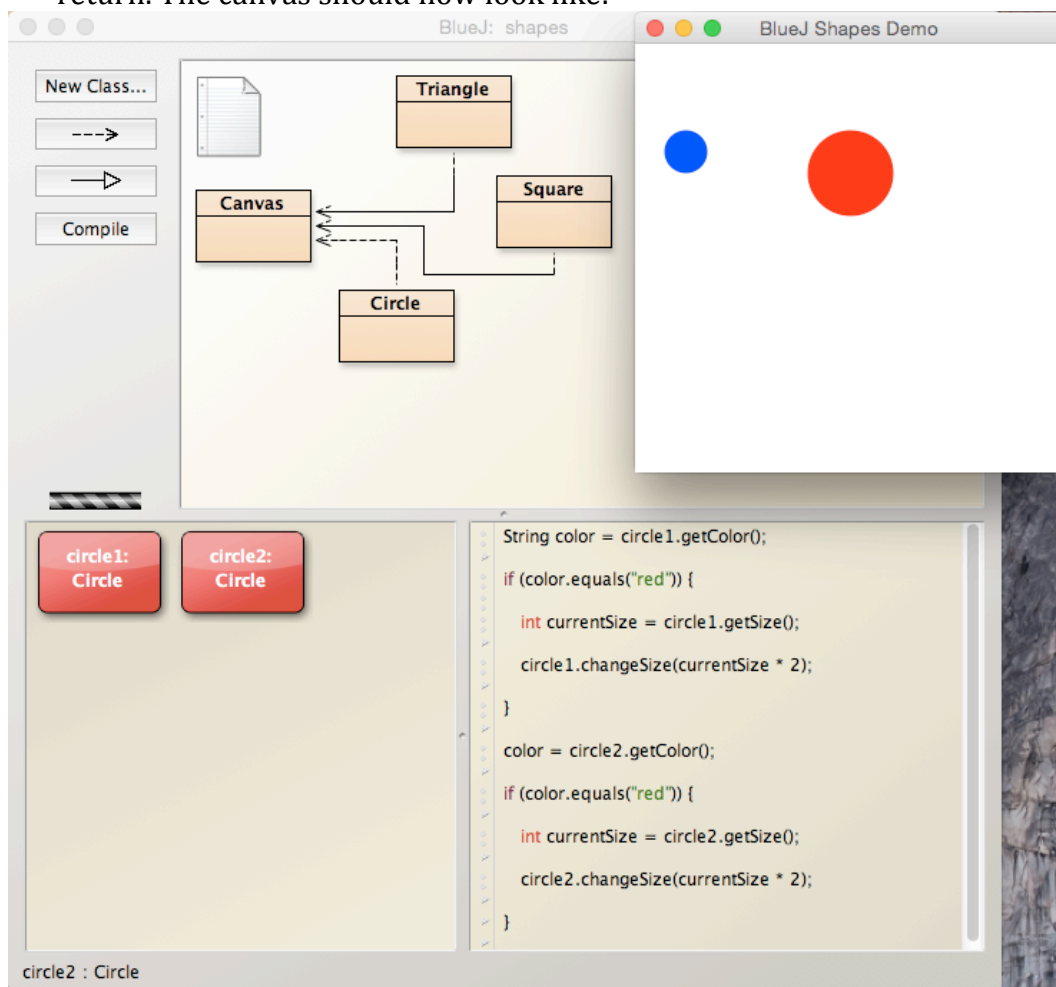 return. The canvas should now look like:
BlueJ: shapes
BlueJ Shapes Demo
New Class...
Compile
Triangle
Square
Canvas
Circle
circle1:
Circle
circle2:
Circle
String color = circle1.getColor();
if (color.equals("red")) {
int currentSize = circle1.getSize();
circle1.changeSize(currentSize * 2);
}
color = circle2.getColor();
if (color.equals("red")) {
int currentSize = circle2.getSize();
circle2.changeSize(currentSize * 2);
}
circle2 : Circle